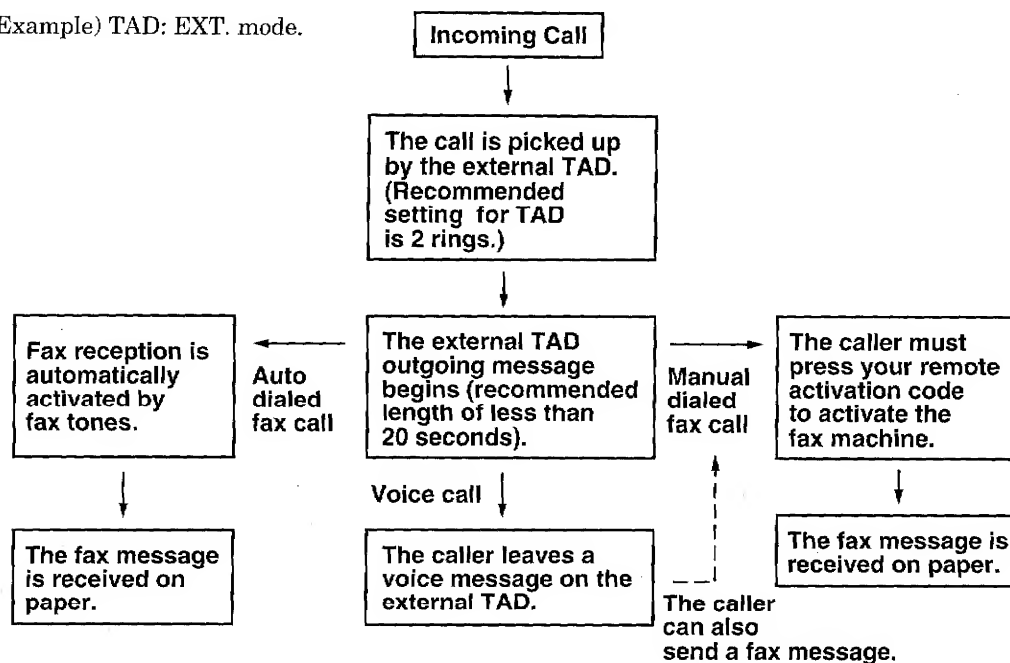 Example) TAD: EXT. mode.
Incoming Call
The call is picked up
by the external TAD.
(Recommended
setting for TAD
is 2 rings.)
Fax reception is
automatically
activated by
fax tones.
Auto
dialed
fax call
The external TAD
outgoing message
begins (recommended
length of less than
20 seconds).
Manual
dialed
fax call
The caller must
press your remote
activation code
to activate the
fax machine.
Voice call
The fax message
is received on
paper.
The caller leaves a
voice message on the
external TAD.
The caller
can also
send a fax message.
The fax message is
received on paper.